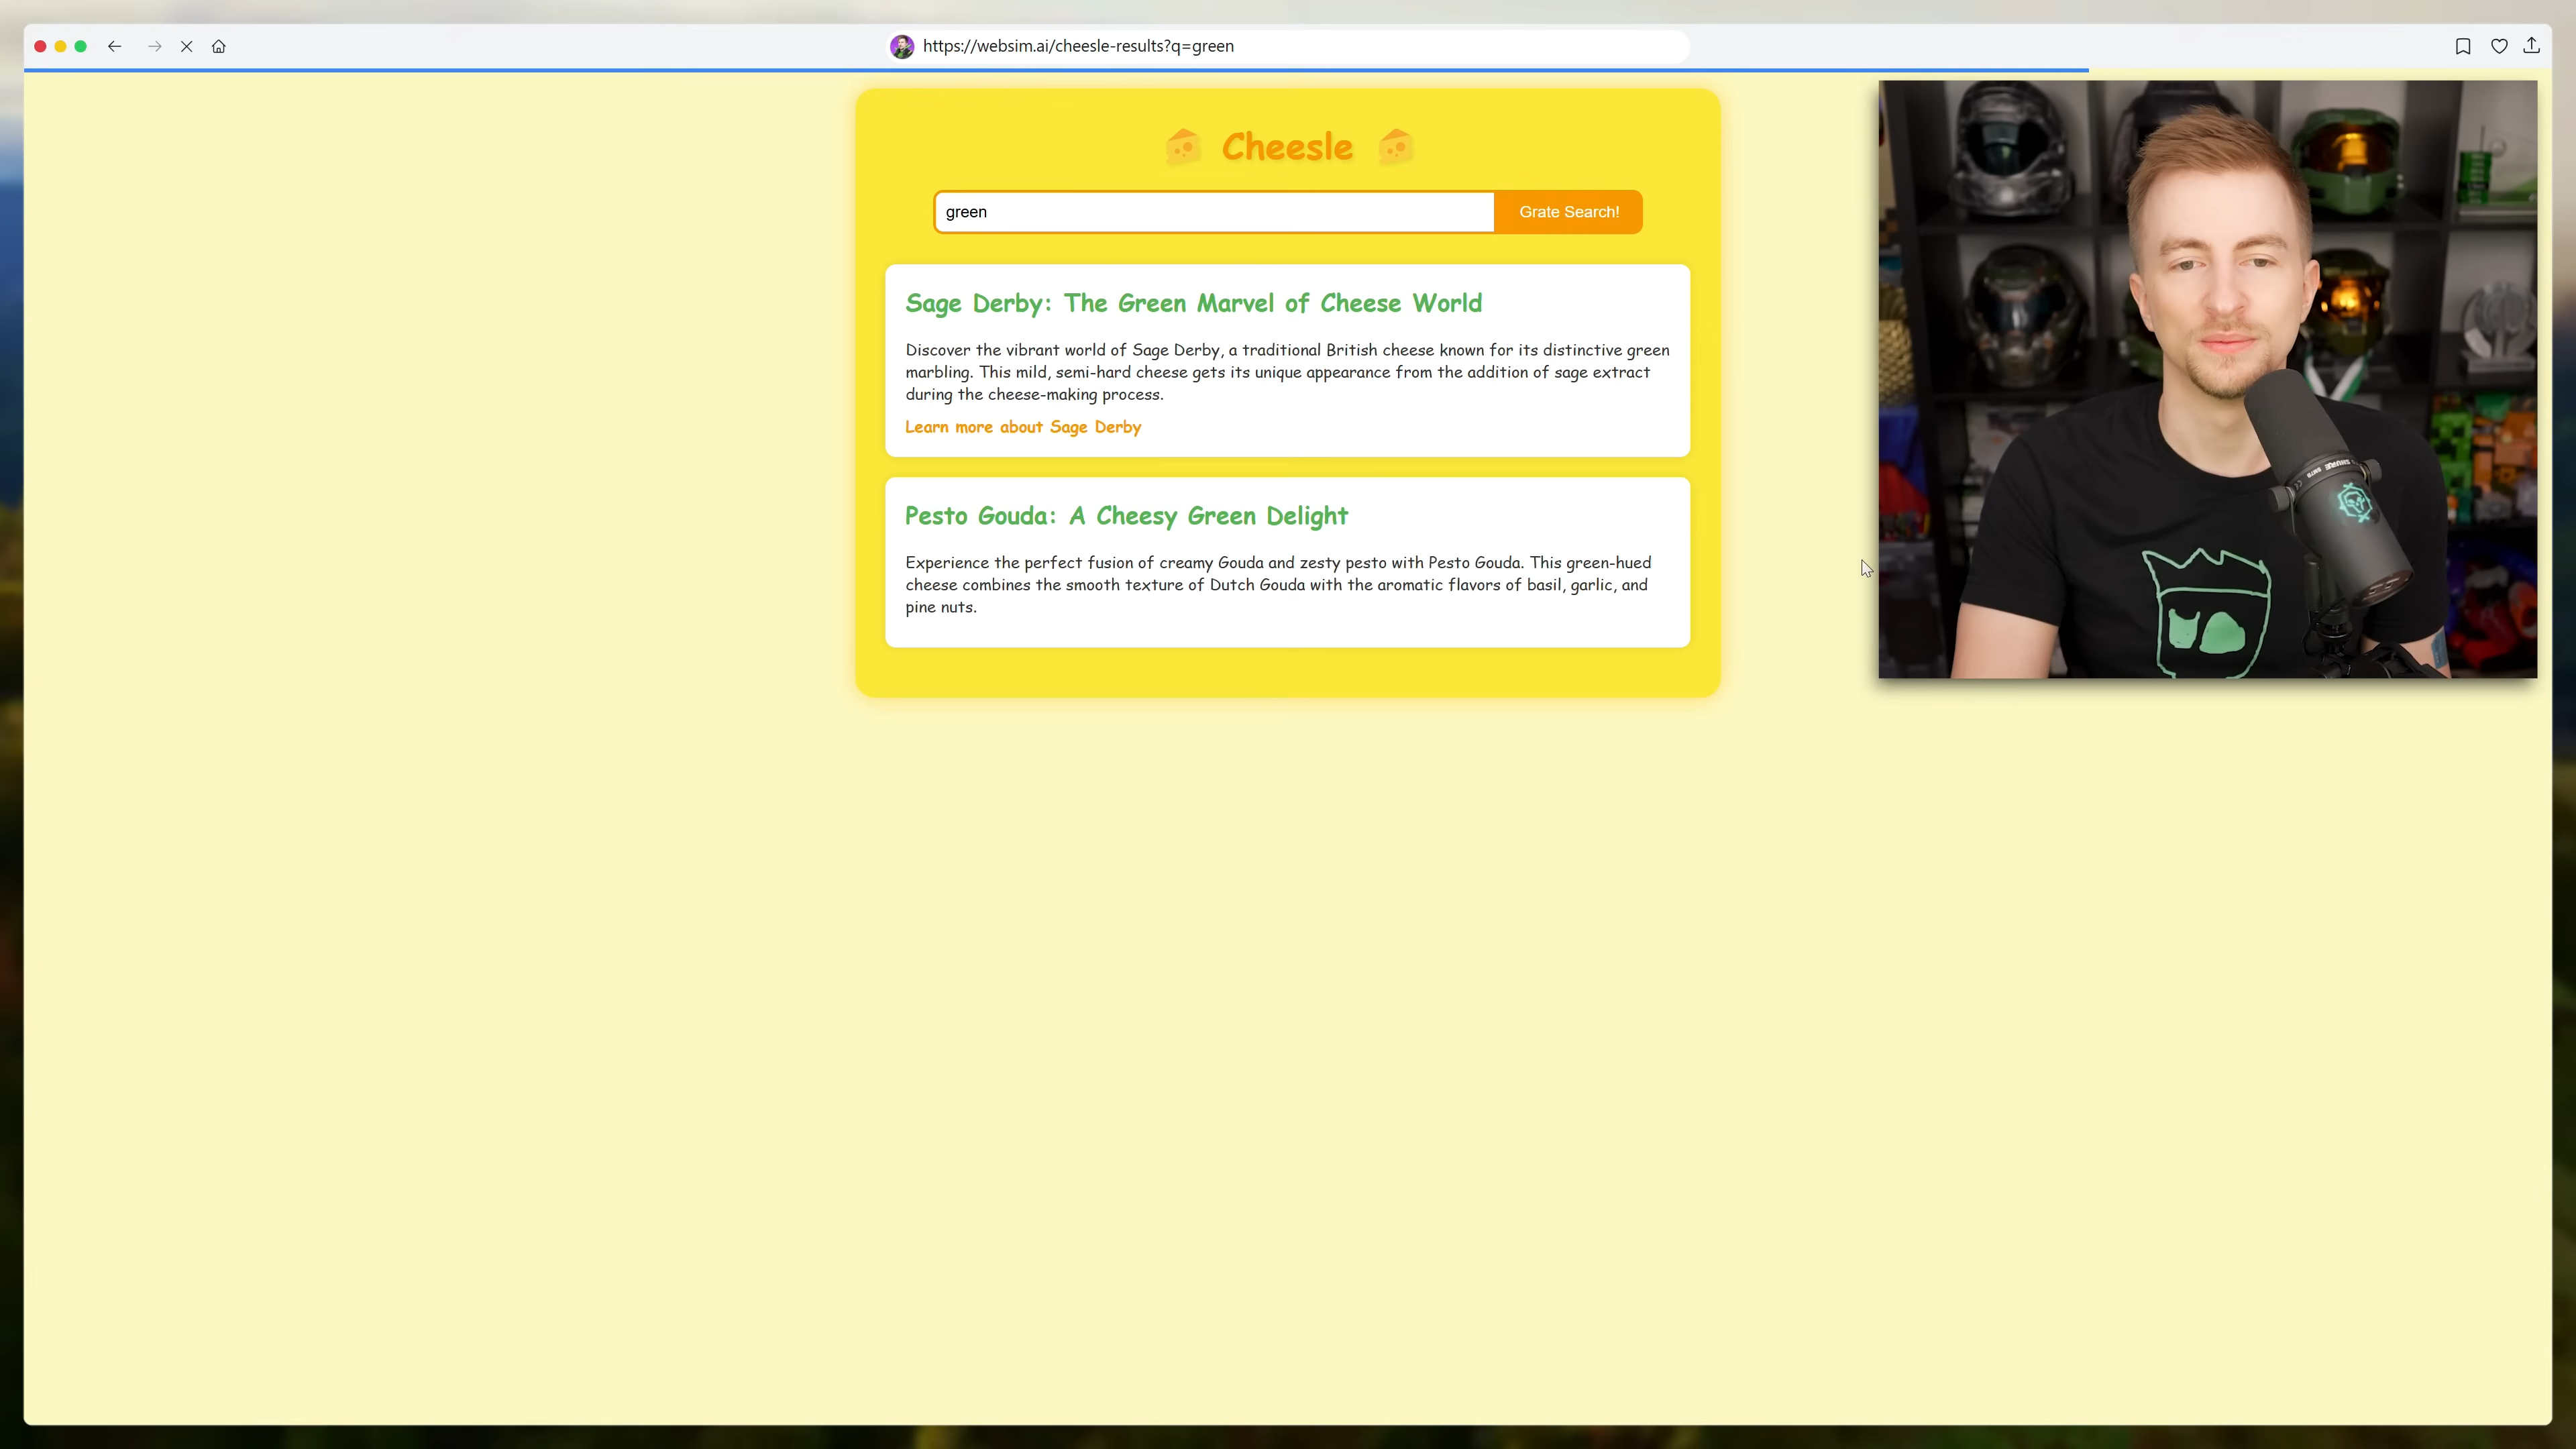 https://websim.ai/cheesle-results?q=green
Cheesle
green
Grate Search!
Sage Derby: The Green Marvel of Cheese World
Discover the vibrant world of Sage Derby, a traditional British cheese known for its distinctive green
marbling. This mild, semi-hard cheese gets its unique appearance from the addition of sage extract
during the cheese-making process.
Learn more about Sage Derby
Pesto Gouda: A Cheesy Green Delight
Experience the perfect fusion of creamy Gouda and zesty pesto with Pesto Gouda. This green-hued
cheese combines the smooth texture of Dutch Gouda with the aromatic flavors of basil, garlic, and
pine nuts.
SHURE SM7B